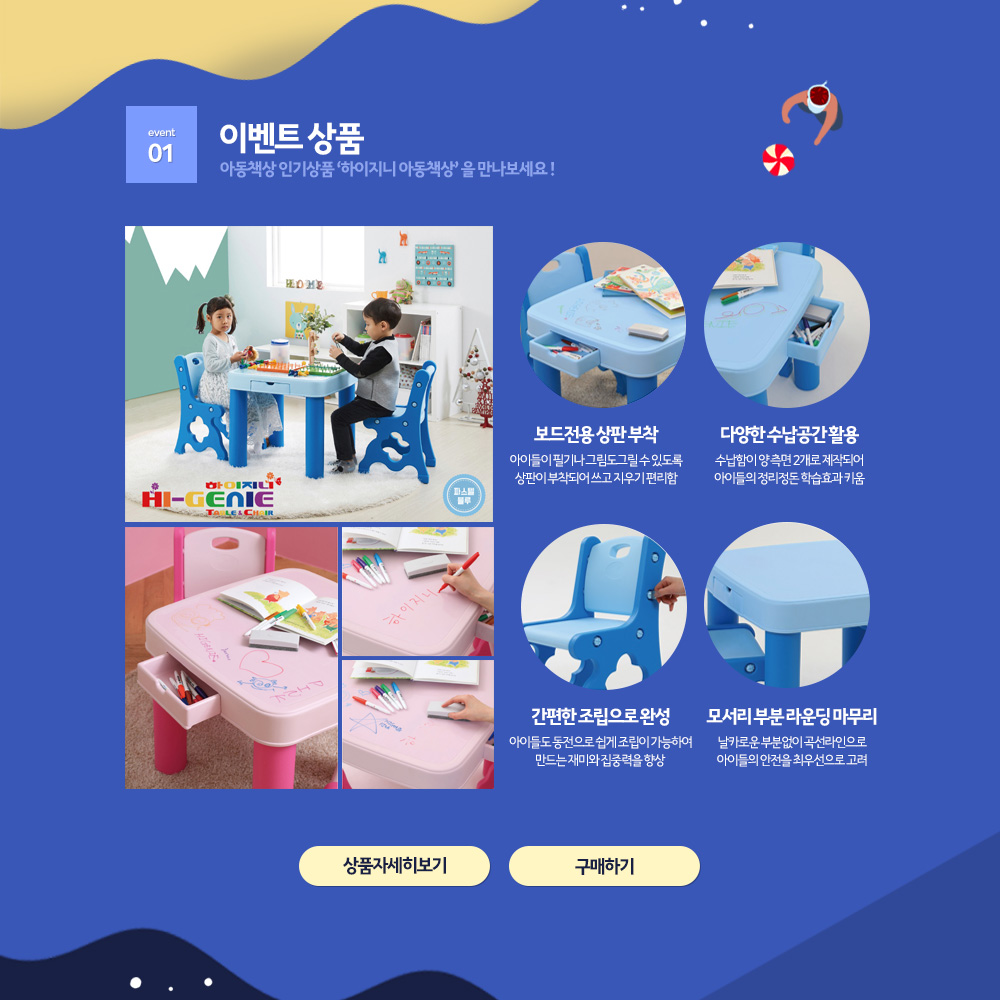 event
01
이벤트 상품
아동책상 인기상품 ‘하이지니 아동책상’ 을 만나보세요 !
HOME
하이지니
HI-GENIE
TABLE & CHAIR
파스텔
블루
하이지니
보드전용 상판 부착
아이들이 필기나 그림도그릴 수 있도록
상판이 부착되어 쓰고 지우기 편리함
다양한 수납공간 활용
수납함이 양 측면 2개로 제작되어
아이들의 정리정돈 학습효과 키움
간편한 조립으로 완성
아이들도 동전으로 쉽게 조립이 가능하여
만드는 재미와 집중력을 향상
모서리 부분 라운딩 마무리
날카로운 부분없이 곡선라인으로
아이들의 안전을 최우선으로 고려
상품자세히보기
구매하기